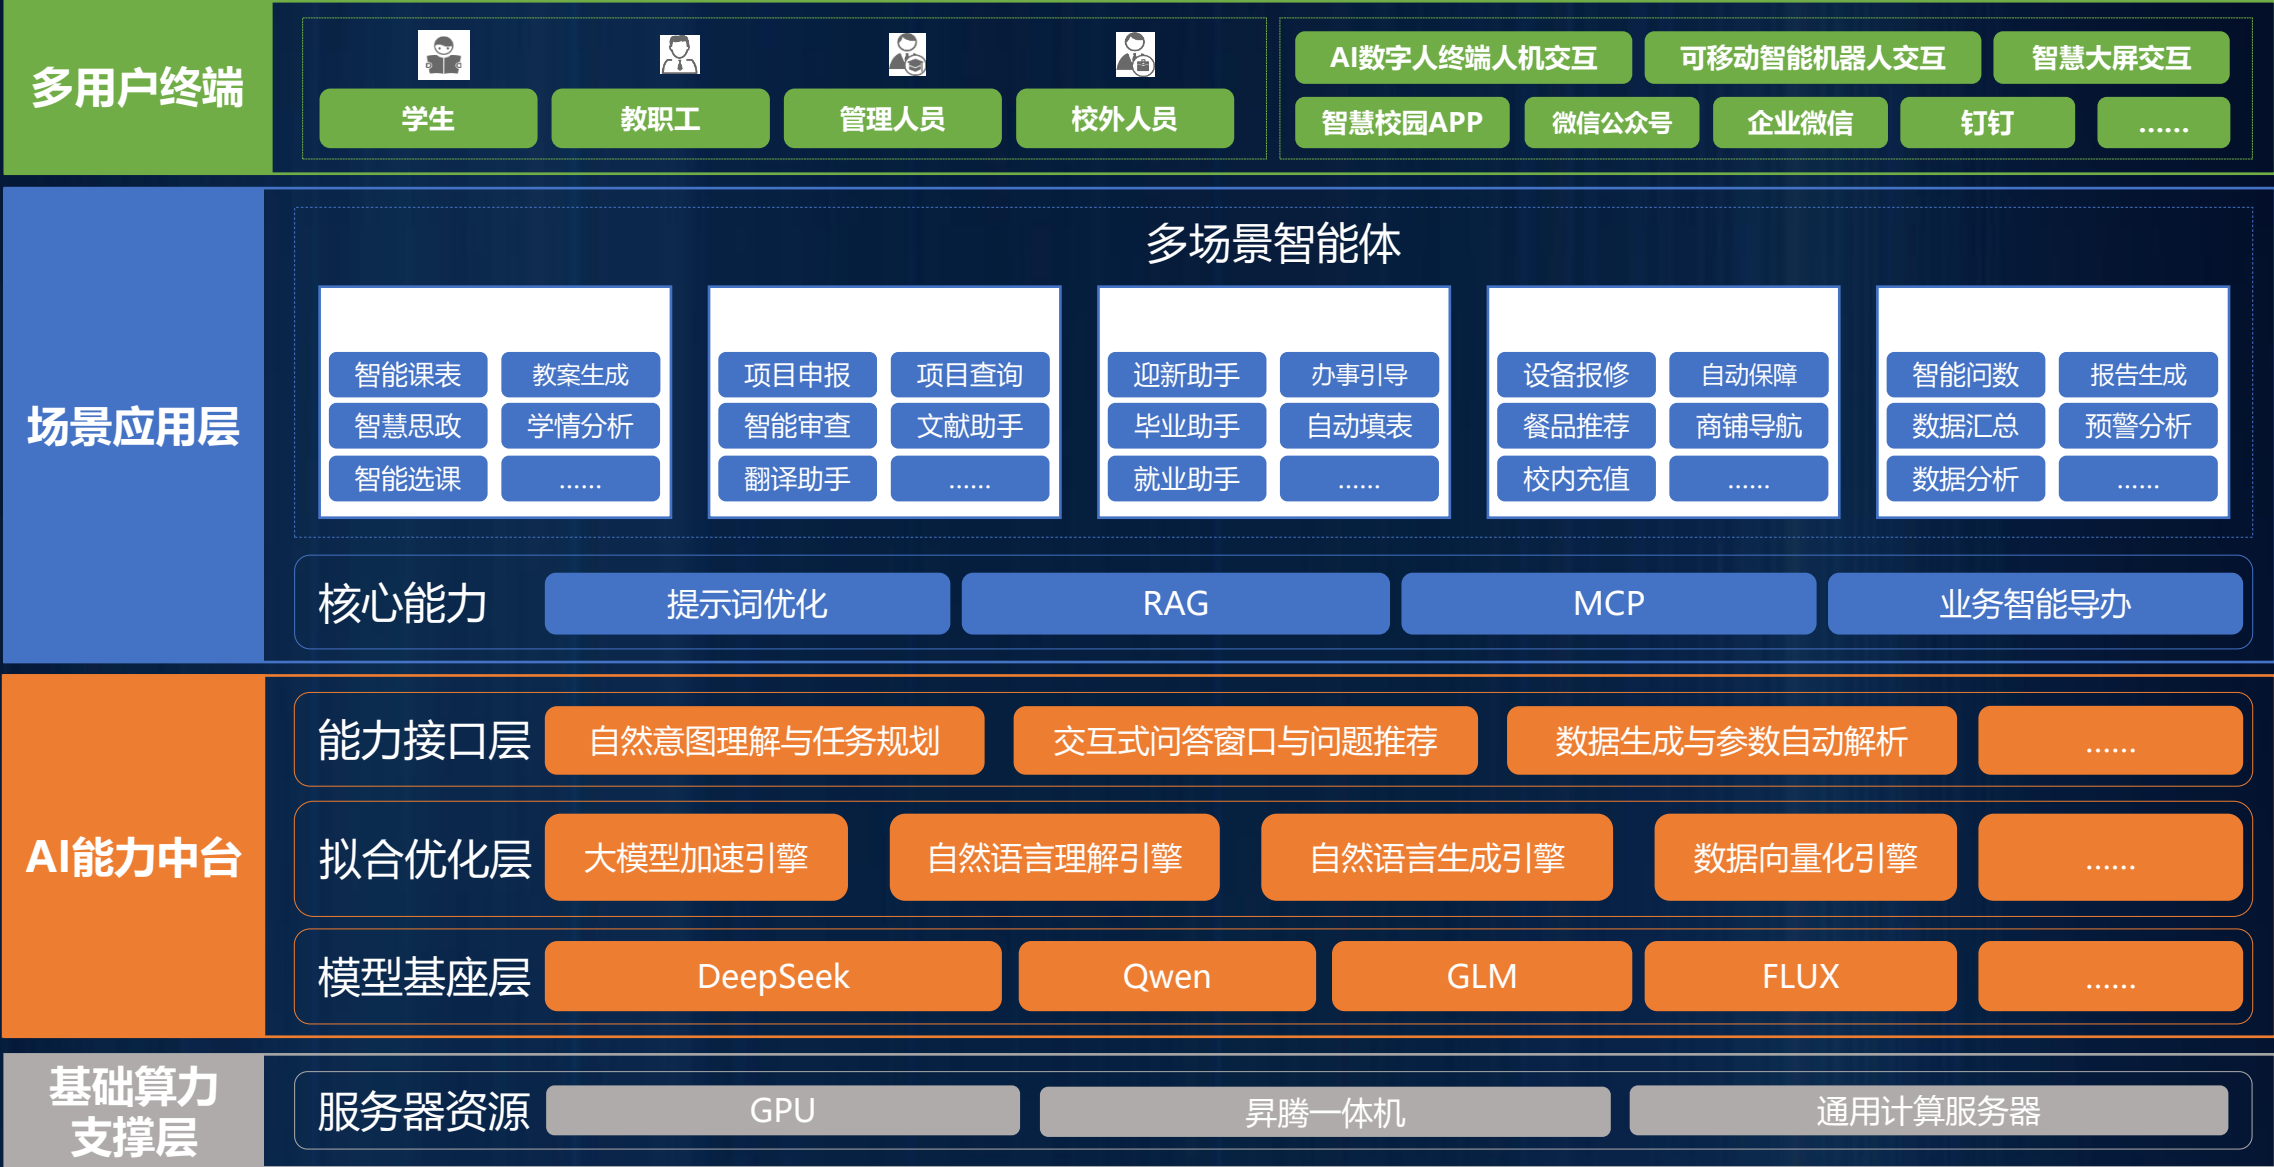 多用户终端
学生
教职工
管理人员
校外人员
AI数字人终端人机交互
可移动智能机器人交互
智慧大屏交互
智慧校园APP
微信公众号
企业微信
钉钉
......
场景应用层
多场景智能体
智能课表
教案生成
智慧思政
学情分析
智能选课
......
项目申报
项目查询
智能审查
文献助手
翻译助手
......
迎新助手
办事引导
毕业助手
自动填表
就业助手
......
设备报修
自动保障
餐品推荐
商铺导航
校内充值
......
智能问数
报告生成
数据汇总
预警分析
数据分析
......
核心能力
提示词优化
RAG
MCP
业务智能导办
AI能力中台
能力接口层
自然意图理解与任务规划
交互式问答窗口与问题推荐
数据生成与参数自动解析
......
拟合优化层
大模型加速引擎
自然语言理解引擎
自然语言生成引擎
数据向量化引擎
......
模型基座层
DeepSeek
Qwen
GLM
FLUX
......
基础算力
支撑层
服务器资源
GPU
昇腾一体机
通用计算服务器